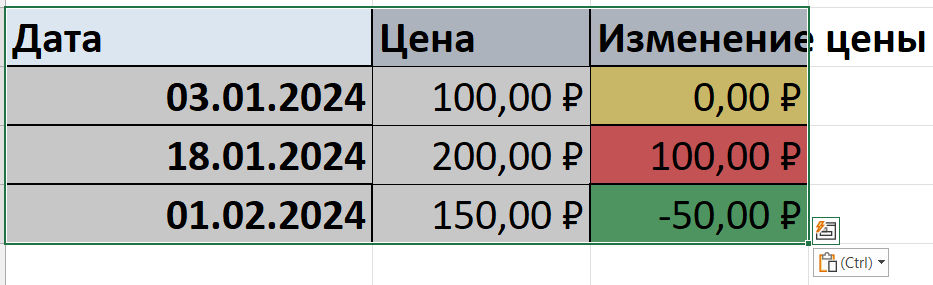 Дата Цена Изменение цены
03.01.2024 100,00 ₽ 0,00 ₽
18.01.2024 200,00 ₽ 100,00 ₽
01.02.2024 150,00 ₽ -50,00 ₽
(Ctrl)